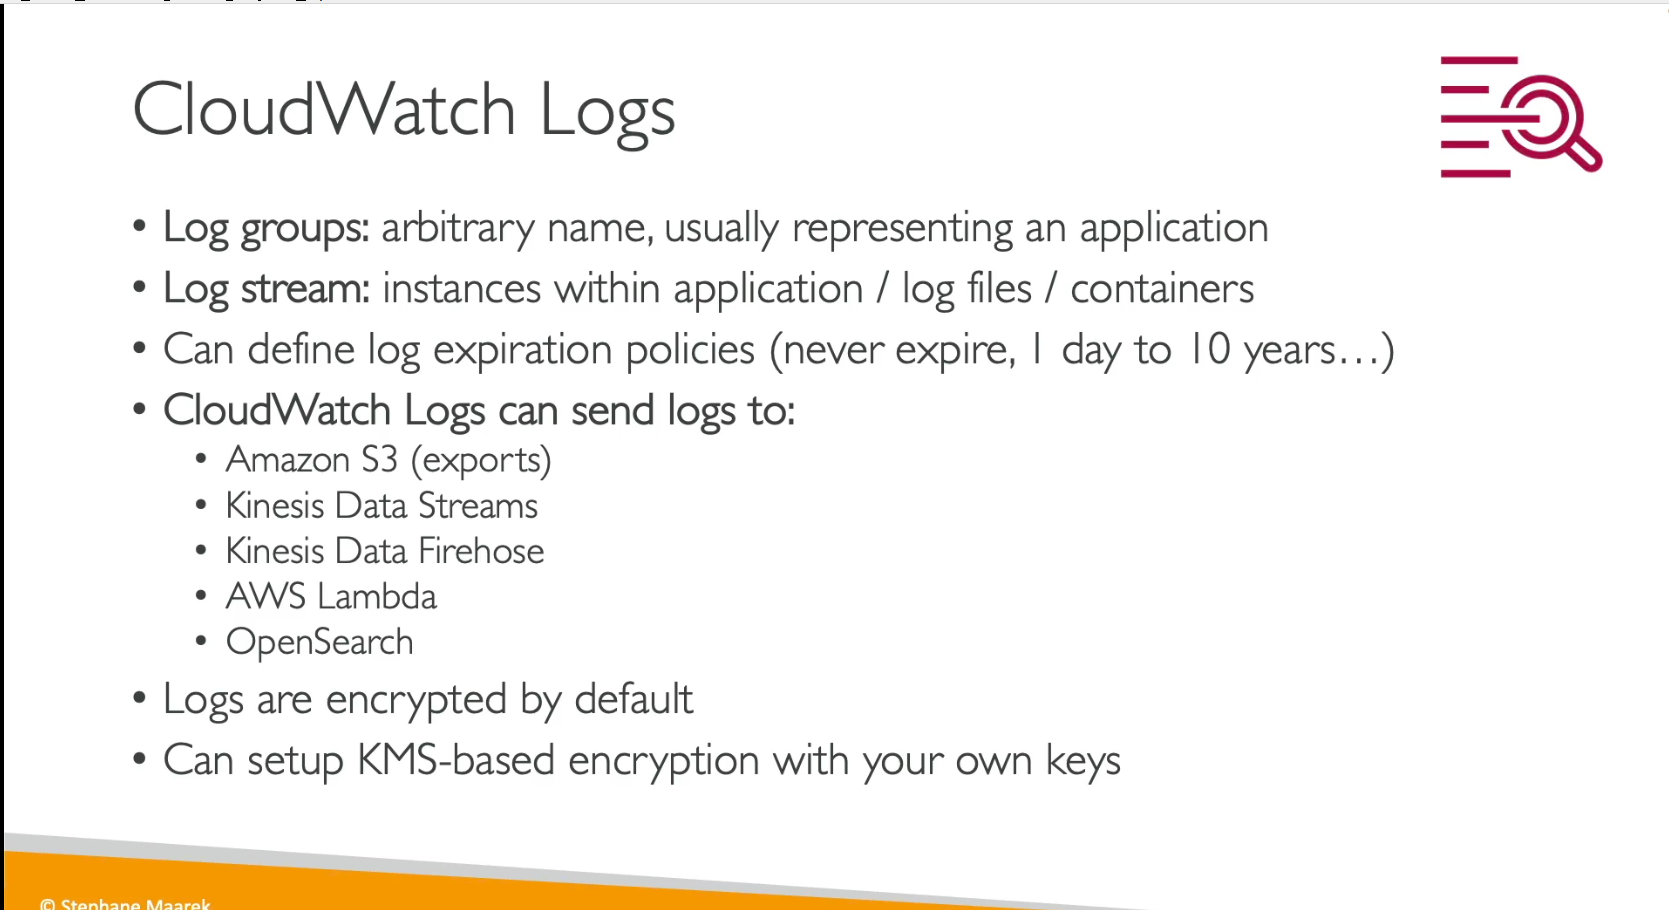 CloudWatch Logs
• Log groups: arbitrary name, usually representing an application
• Log stream: instances within application / log files / containers
• Can define log expiration policies (never expire, 1 day to 10 years…)
• CloudWatch Logs can send logs to:
• Amazon S3 (exports)
• Kinesis Data Streams
• Kinesis Data Firehose
• AWS Lambda
• OpenSearch
• Logs are encrypted by default
• Can setup KMS-based encryption with your own keys
© Stephane Maarek